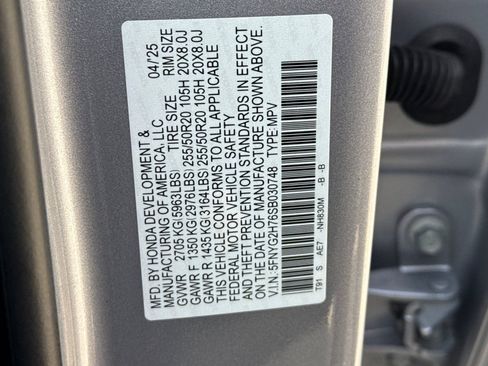 MFD. BY HONDA DEVELOPMENT & 04/25
MANUFACTURING OF AMERICA, LLC
TIRE SIZE RIM SIZE
GVWR 2705 KG(5963LBS)
GAWR F 1350 KG(2976LBS) 255/50R20 105H 20X8.0J
GAWR R 1435 KG(3164LBS) 255/50R20 105H 20X8.0J
THIS VEHICLE CONFORMS TO ALL APPLICABLE
FEDERAL MOTOR VEHICLE SAFETY
AND THEFT PREVENTION STANDARDS IN EFFECT
ON THE DATE OF MANUFACTURE SHOWN ABOVE.
V.I.N.: 5FNYG2H76SB030748 TYPE: MPV
T91 S AE7 -NH830M -B -B